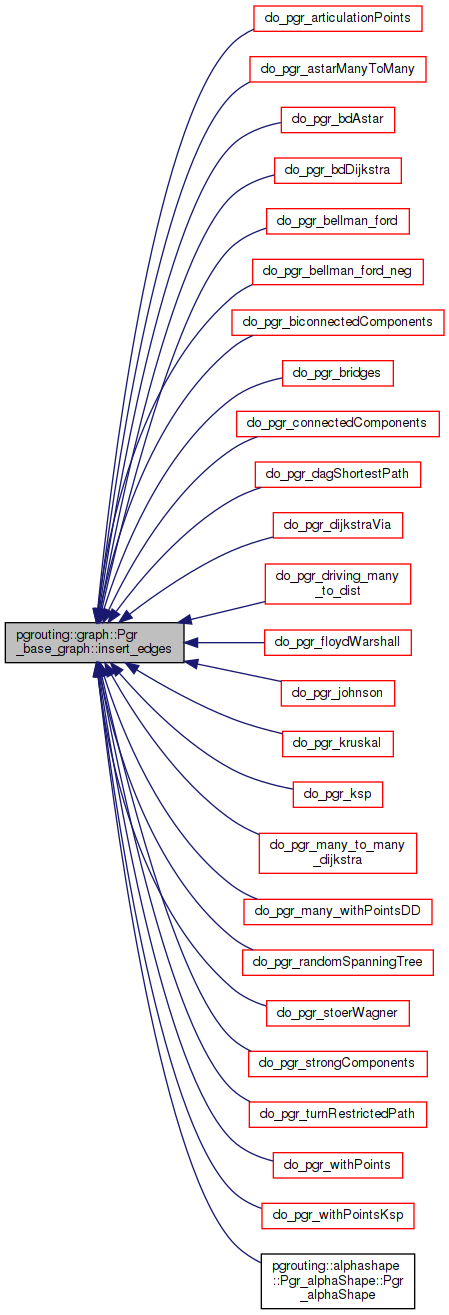 do_pgr_articulationPoints
do_pgr_astarManyToMany
do_pgr_bdAstar
do_pgr_bdDijkstra
do_pgr_bellman_ford
do_pgr_bellman_ford_neg
do_pgr_biconnectedComponents
do_pgr_bridges
do_pgr_connectedComponents
do_pgr_dagShortestPath
do_pgr_dijkstraVia
do_pgr_driving_many
_to_dist
pgrouting::graph::Pgr
_base_graph::insert_edges
do_pgr_floydWarshall
do_pgr_johnson
do_pgr_kruskal
do_pgr_ksp
do_pgr_many_to_many
_dijkstra
do_pgr_many_withPointsDD
do_pgr_randomSpanningTree
do_pgr_stoerWagner
do_pgr_strongComponents
do_pgr_turnRestrictedPath
do_pgr_withPoints
do_pgr_withPointsKsp
pgrouting::alphashape
::Pgr_alphaShape::Pgr
_alphaShape